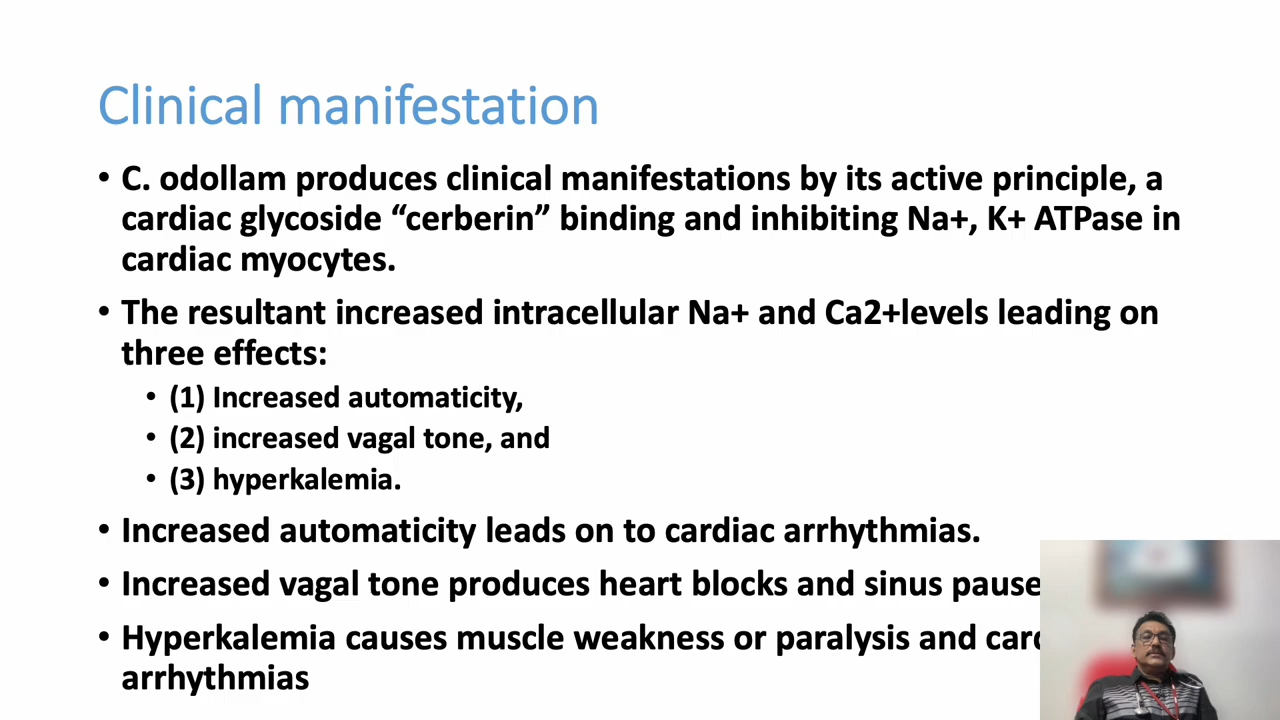 Clinical manifestation
• C. odollam produces clinical manifestations by its active principle, a
cardiac glycoside “cerberin” binding and inhibiting Na+, K+ ATPase in
cardiac myocytes.
• The resultant increased intracellular Na+ and Ca2+levels leading on
three effects:
• (1) Increased automaticity,
• (2) increased vagal tone, and
• (3) hyperkalemia.
• Increased automaticity leads on to cardiac arrhythmias.
• Increased vagal tone produces heart blocks and sinus pause
• Hyperkalemia causes muscle weakness or paralysis and
arrhythmias